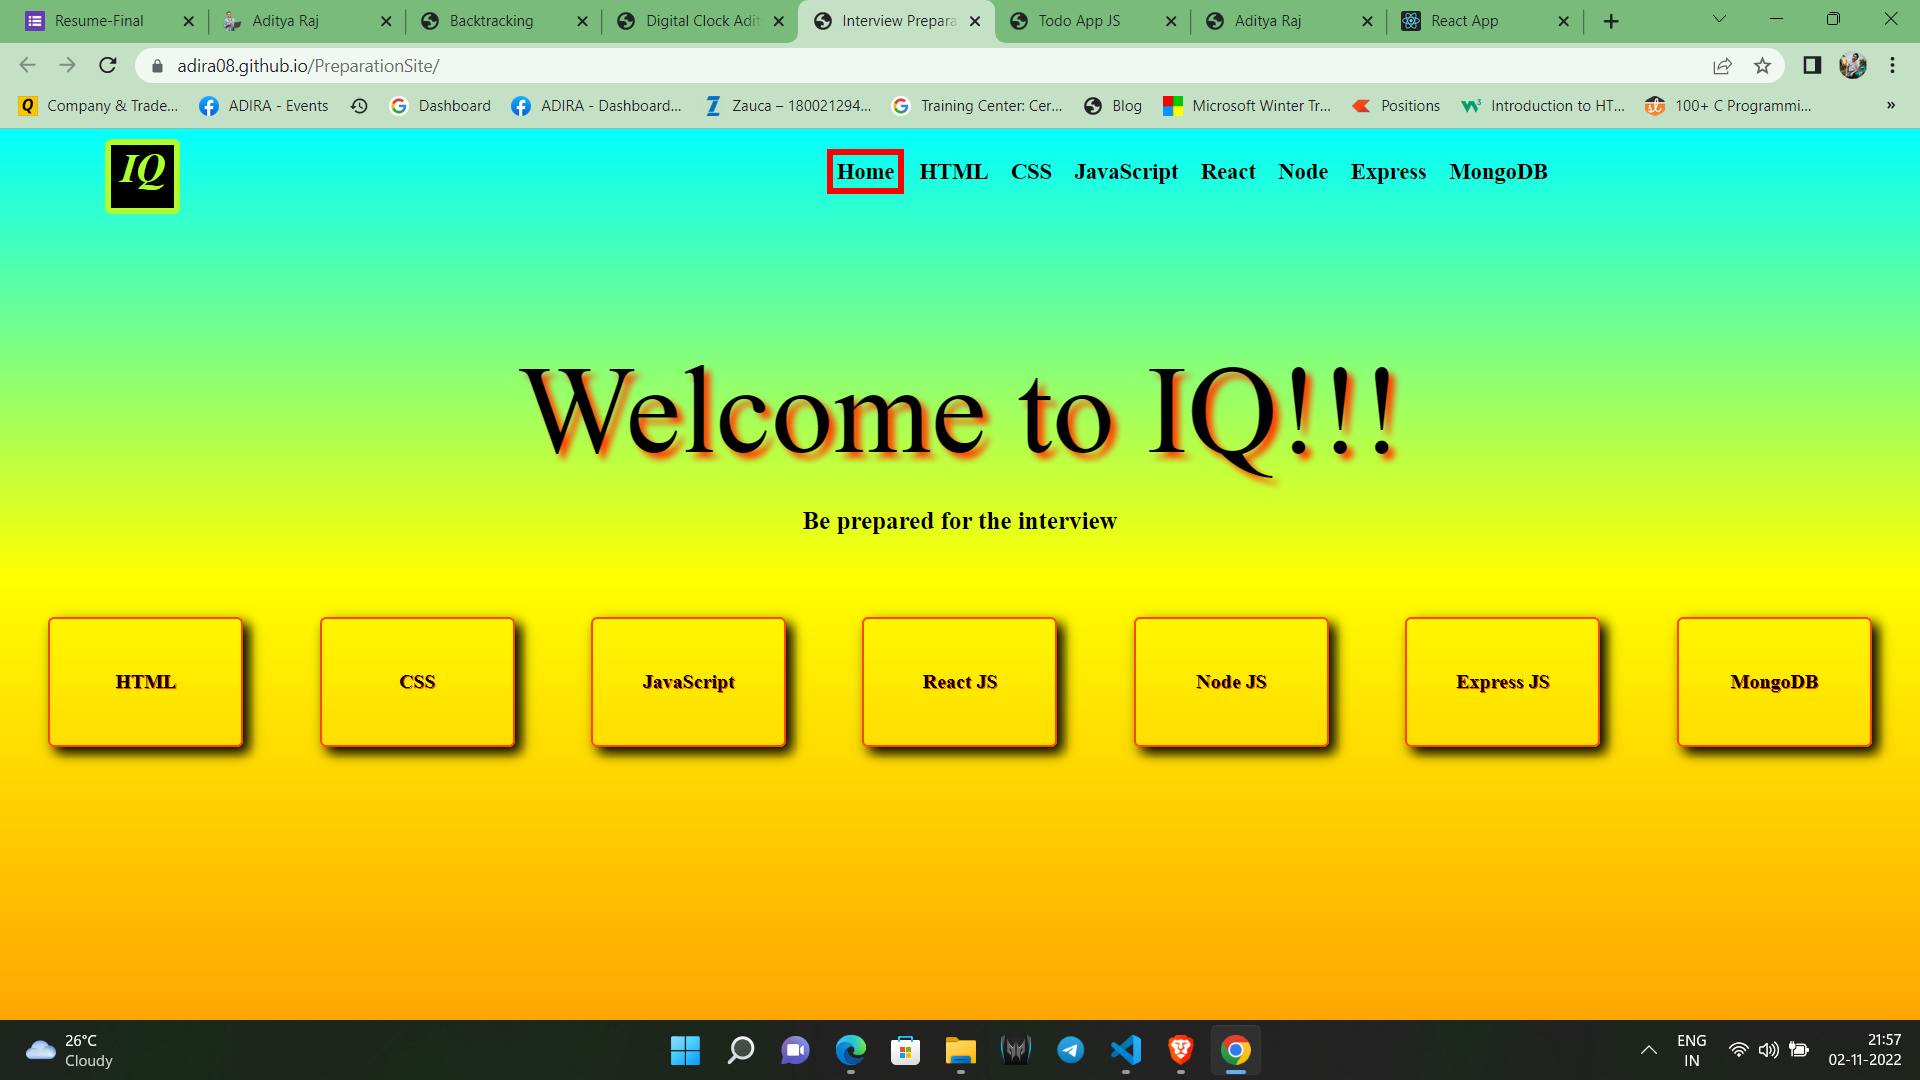 Resume-Final
Aditya Raj
Backtracking
Digital Clock Adit
Interview Prepara
Todo App JS
Aditya Raj
React App
adira08.github.io/PreparationSite/
Company & Trade...
ADIRA - Events
Dashboard
ADIRA - Dashboard...
Zauca – 180021294...
Training Center: Cer...
Blog
Microsoft Winter Tr...
Positions
Introduction to HT...
100+ C Programmi...
»
IQ
Home
HTML
CSS
JavaScript
React
Node
Express
MongoDB
Welcome to IQ!!!
Be prepared for the interview
HTML
CSS
JavaScript
React JS
Node JS
Express JS
MongoDB
26°C
Cloudy
ENG
IN
21:57
02-11-2022